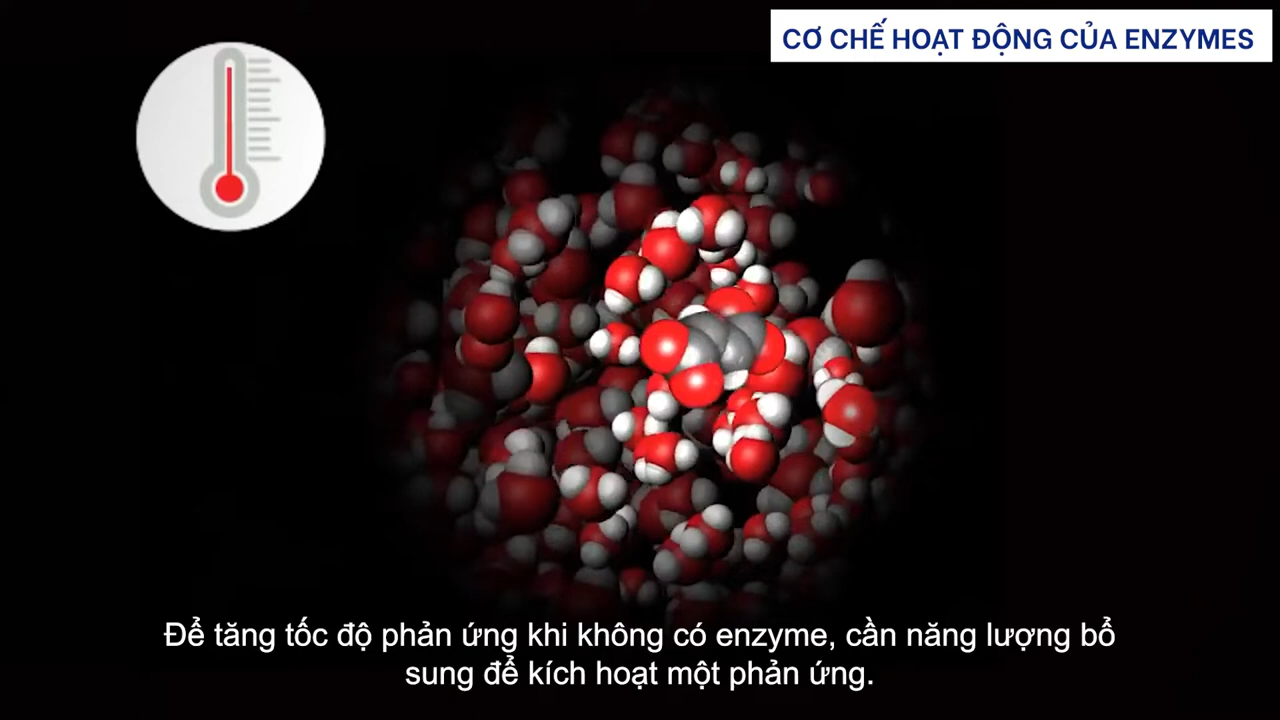 CƠ CHẾ HOẠT ĐỘNG CỦA ENZYMES
Để tăng tốc độ phản ứng khi không có enzyme, cần năng lượng bổ
sung để kích hoạt một phản ứng.